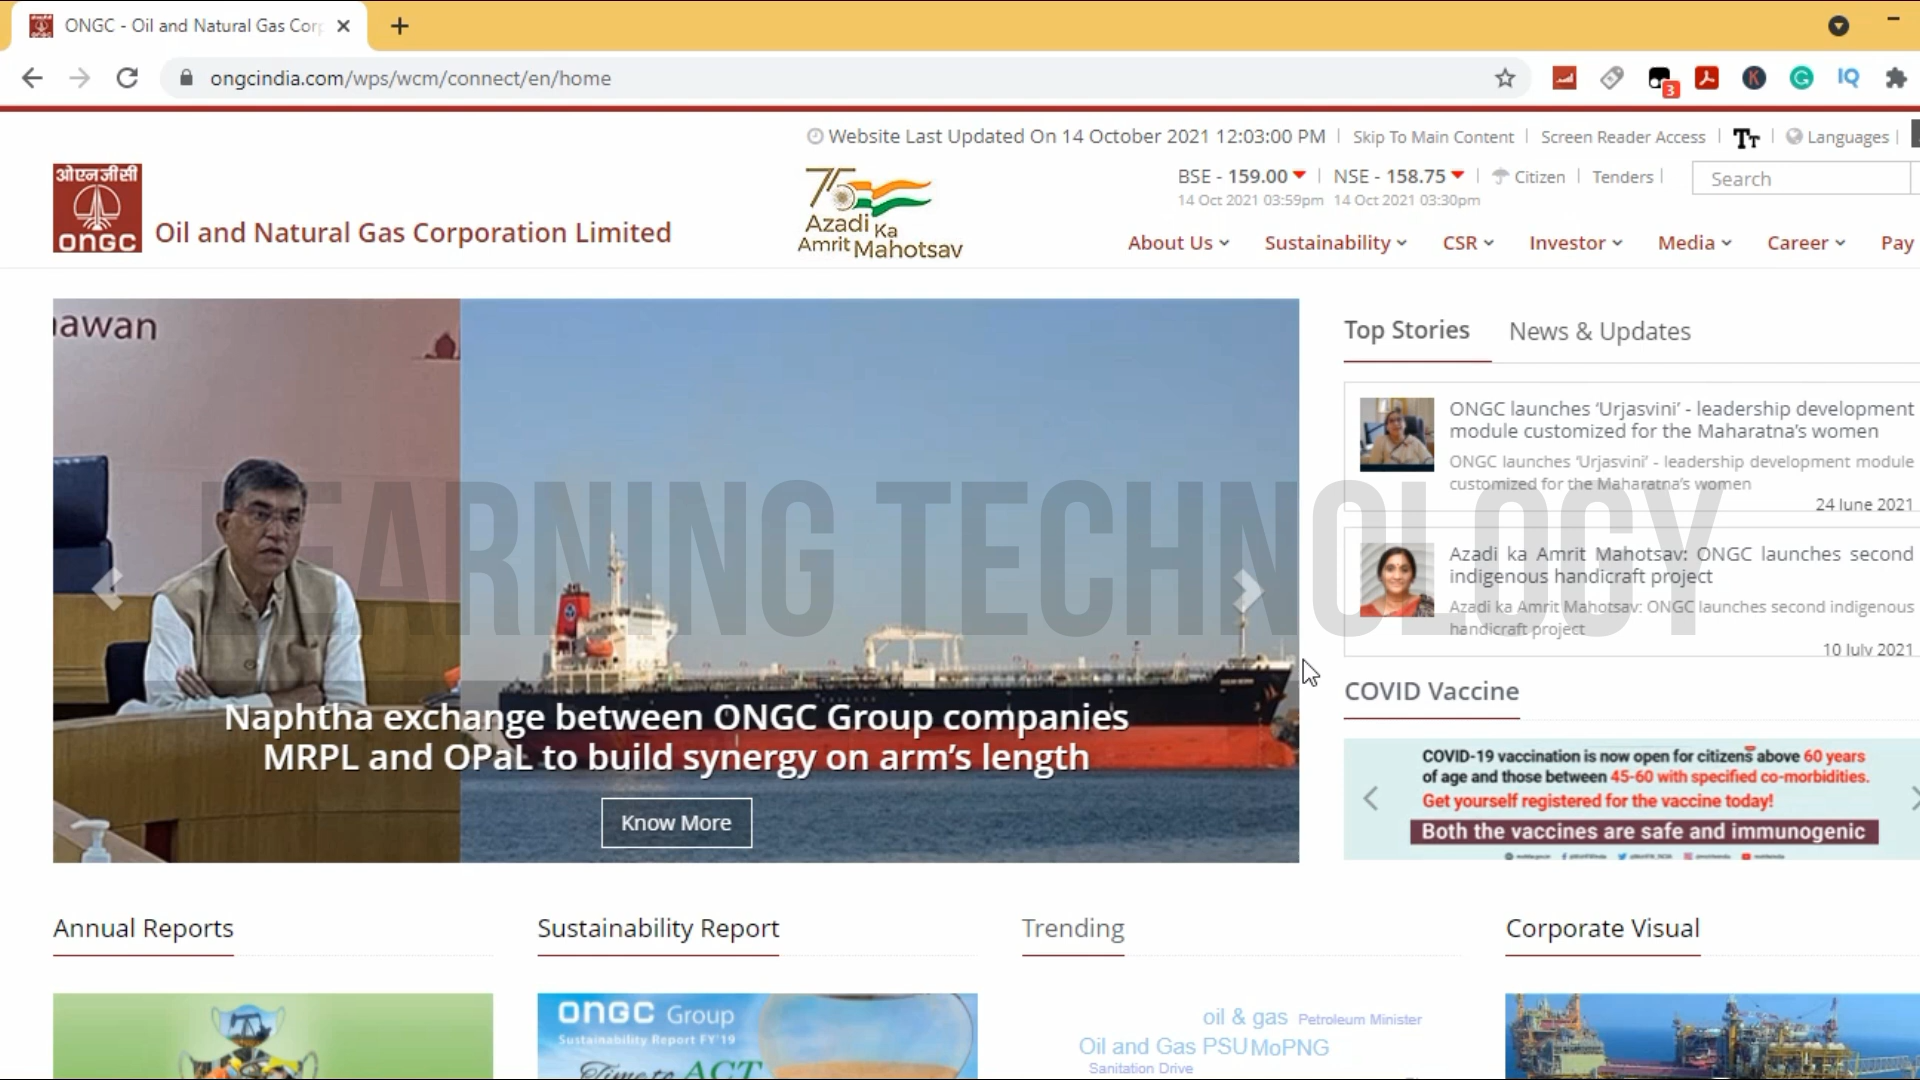 ONGC - Oil and Natural Gas Corp
ongcindia.com/wps/wcm/connect/en/home
3
K
IQ
Website Last Updated On 14 October 2021 12:03:00 PM
Skip To Main Content
Screen Reader Access
TT
Languages
ओएनजीसी
ONGC
Oil and Natural Gas Corporation Limited
75
Azadi Ka
Amrit Mahotsav
BSE - 159.00
NSE - 158.75
Citizen
Tenders
Search
14 Oct 2021 03:59pm
14 Oct 2021 03:30pm
About Us
Sustainability
CSR
Investor
Media
Career
Pay
awan
Naphtha exchange between ONGC Group companies
MRPL and OPaL to build synergy on arm's length
Know More
LEARNING TECHNOLOGY
Top Stories
News & Updates
ONGC launches ‘Urjasvini’ - leadership development
module customized for the Maharatna’s women
ONGC launches ‘Urjasvini’ - leadership development module
customized for the Maharatna’s women
24 June 2021
Azadi ka Amrit Mahotsav: ONGC launches second
indigenous handicraft project
Azadi ka Amrit Mahotsav: ONGC launches second indigenous
handicraft project
10 July 2021
COVID Vaccine
COVID-19 vaccination is now open for citizens above 60 years
of age and those between 45-60 with specified co-morbidities.
Get yourself registered for the vaccine today!
Both the vaccines are safe and immunogenic
Annual Reports
Sustainability Report
Trending
Corporate Visual
ONGC Group
Sustainability Report FY'19
Time to ACT
oil & gas
Petroleum Minister
Oil and Gas PSU
MoPNG
Sanitation Drive